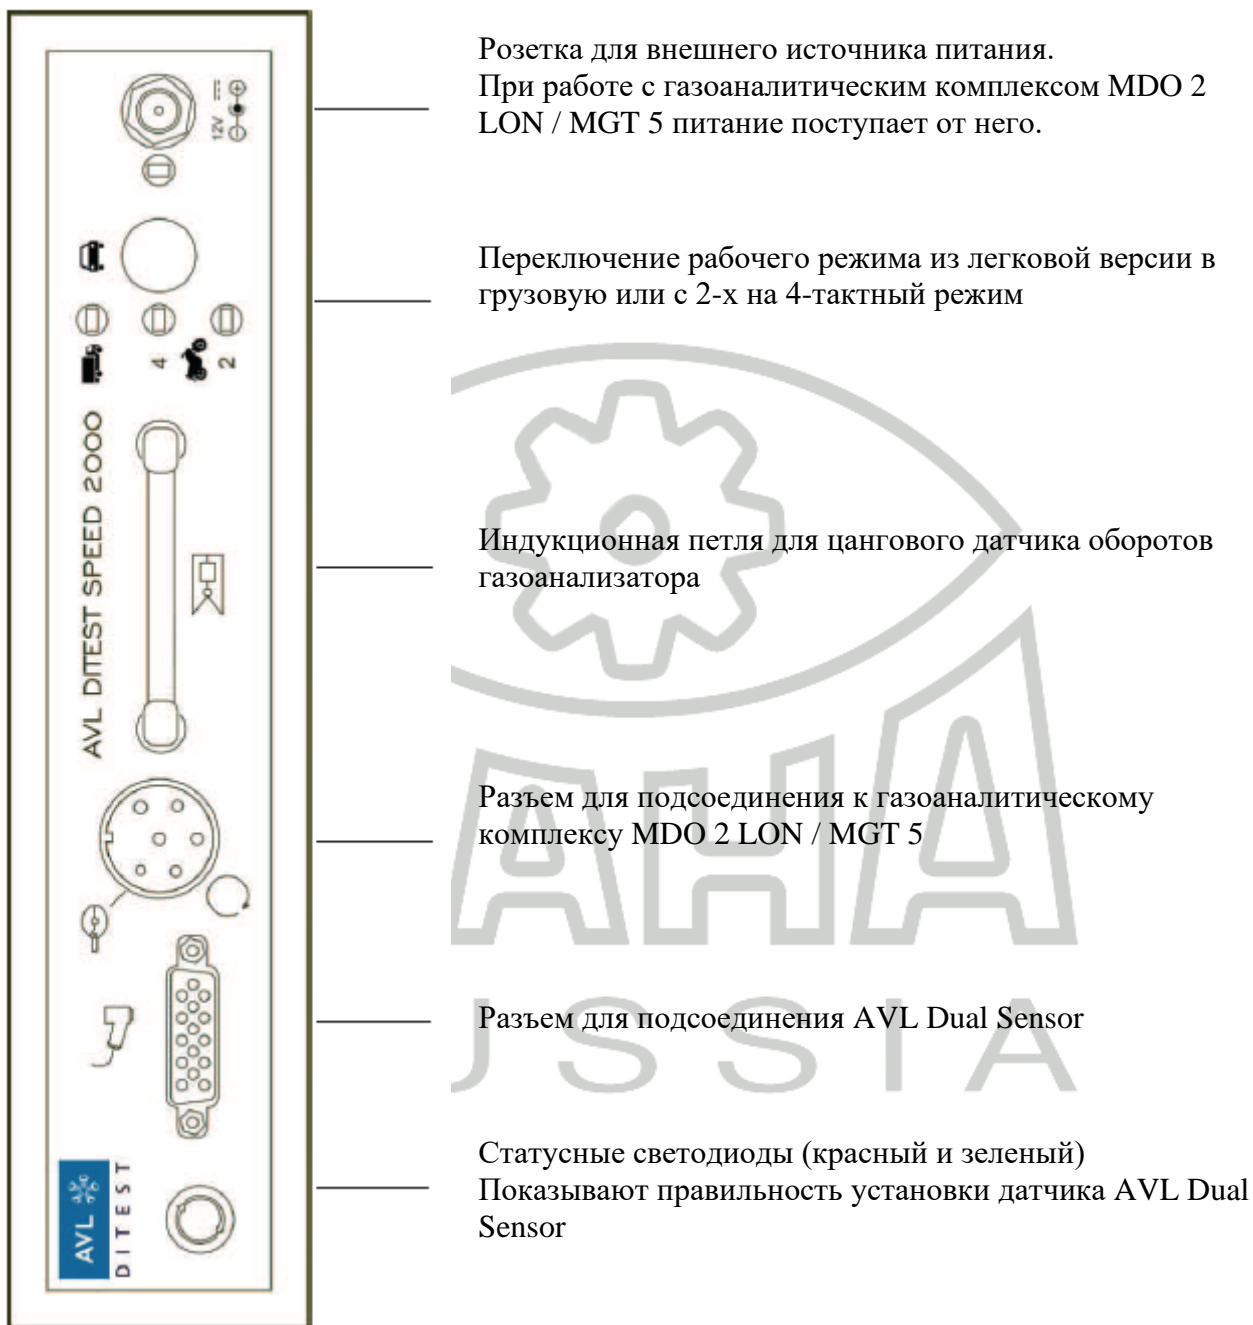 Розетка для внешнего источника питания.
При работе с газоаналитическим комплексом MDO 2
LON / MGT 5 питание поступает от него.
12V
Переключение рабочего режима из легковой версии в
грузовую или с 2-х на 4-тактный режим
4
2
AVL DITEST SPEED 2000
Индукционная петля для цангового датчика оборотов
газоанализатора
Разъем для подсоединения к газоаналитическому
комплексу MDO 2 LON / MGT 5
Разъем для подсоединения AVL Dual Sensor
Статусные светодиоды (красный и зеленый)
Показывают правильность установки датчика AVL Dual
Sensor
AVL
DITEST
АНА
USSIA